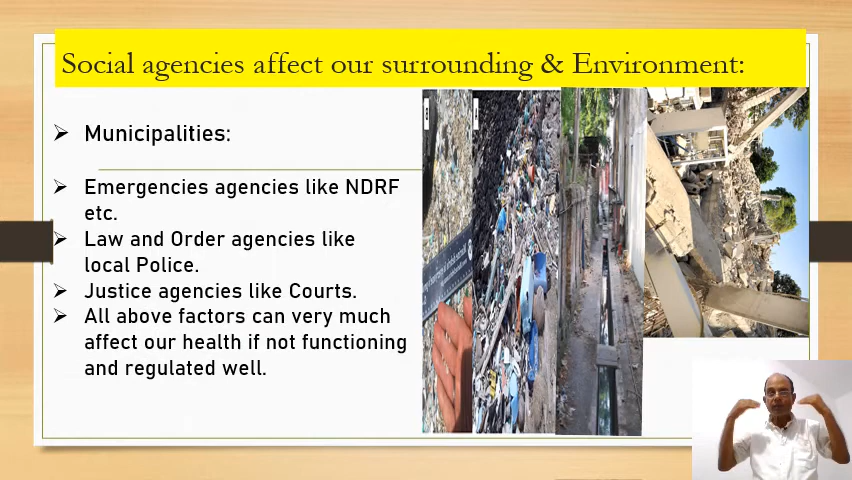 Social agencies affect our surrounding & Environment:
Municipalities:
Emergencies agencies like NDRF
etc.
Law and Order agencies like
local Police.
Justice agencies like Courts.
All above factors can very much
affect our health if not functioning
and regulated well.